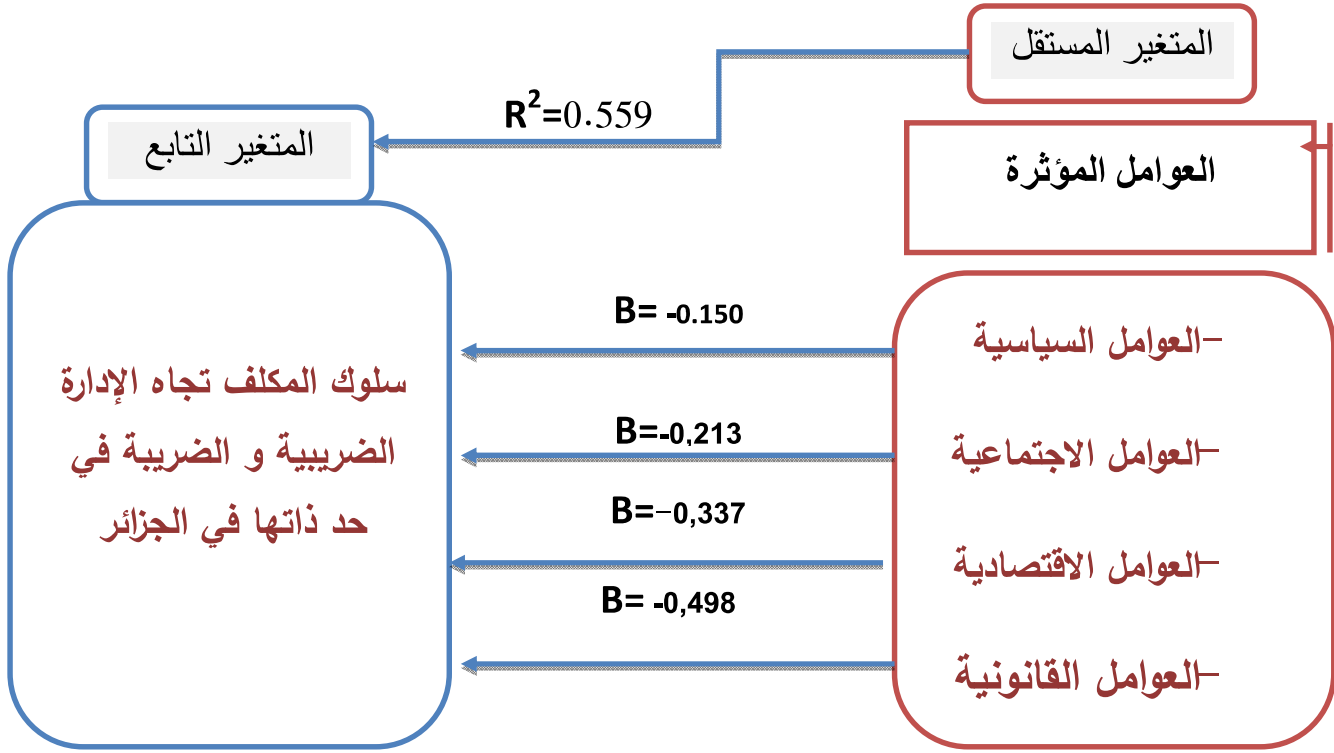 المتغير المستقل
R²=0.559
المتغير التابع
العوامل المؤثرة
B= -0.150
–العوامل السياسية
سلوك المكلف تجاه الإدارة
الضريبية و الضريبة في
حد ذاتها في الجزائر
B=-0,213
–العوامل الاجتماعية
B=–0,337
–العوامل الاقتصادية
B= -0,498
–العوامل القانونية